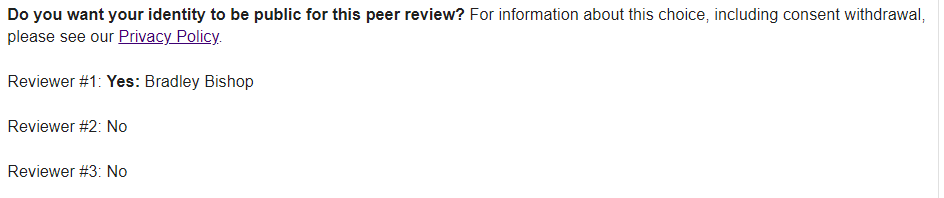 Do you want your identity to be public for this peer review? For information about this choice, including consent withdrawal,
please see our Privacy Policy.
Reviewer #1: Yes: Bradley Bishop
Reviewer #2: No
Reviewer #3: No